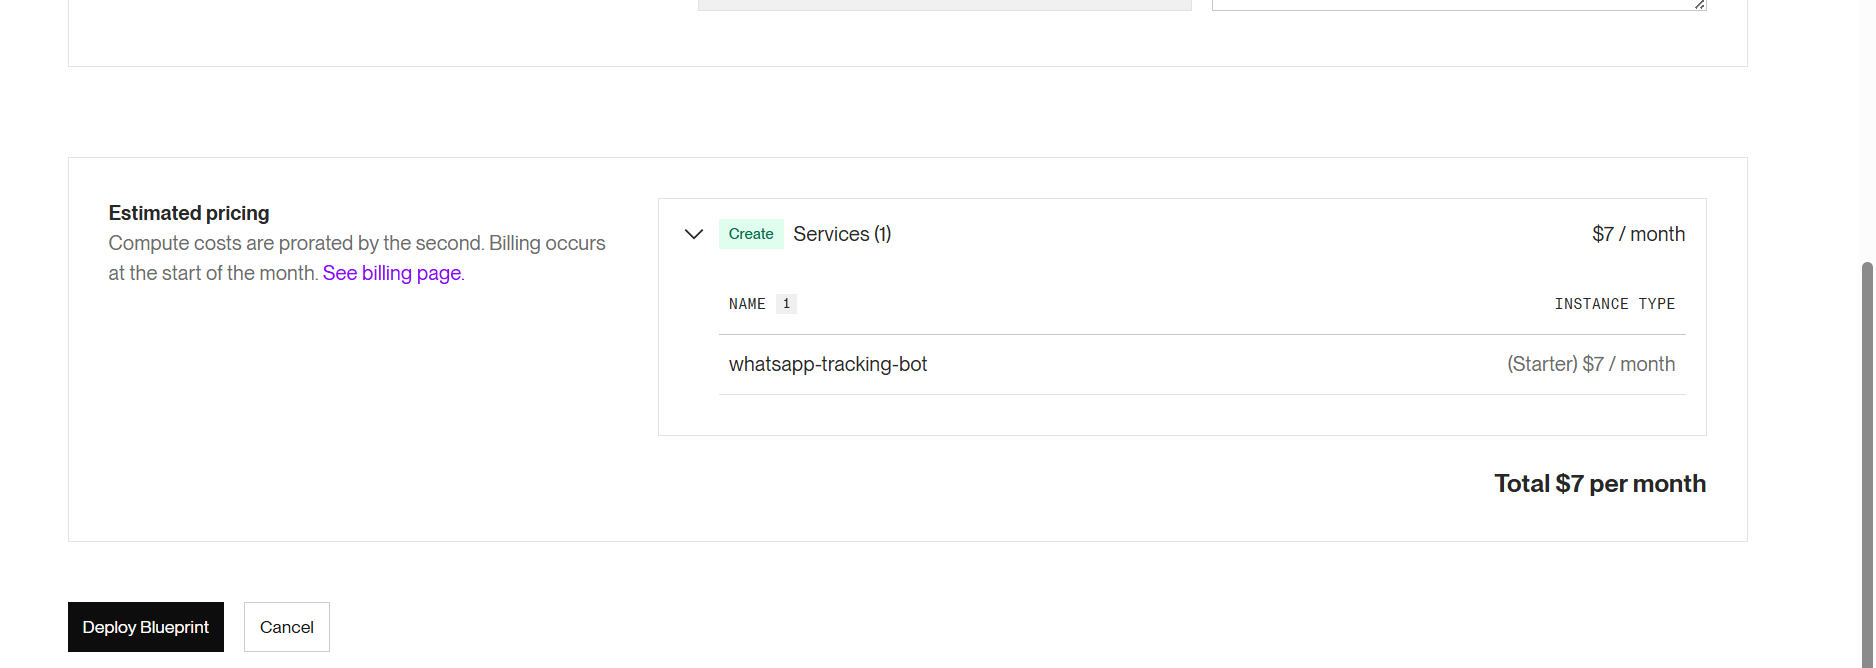 Estimated pricing
Compute costs are prorated by the second. Billing occurs
at the start of the month. See billing page.
Create Services (1) $7 / month
NAME 1 INSTANCE TYPE
whatsapp-tracking-bot (Starter) $7 / month
Total $7 per month
Deploy Blueprint Cancel